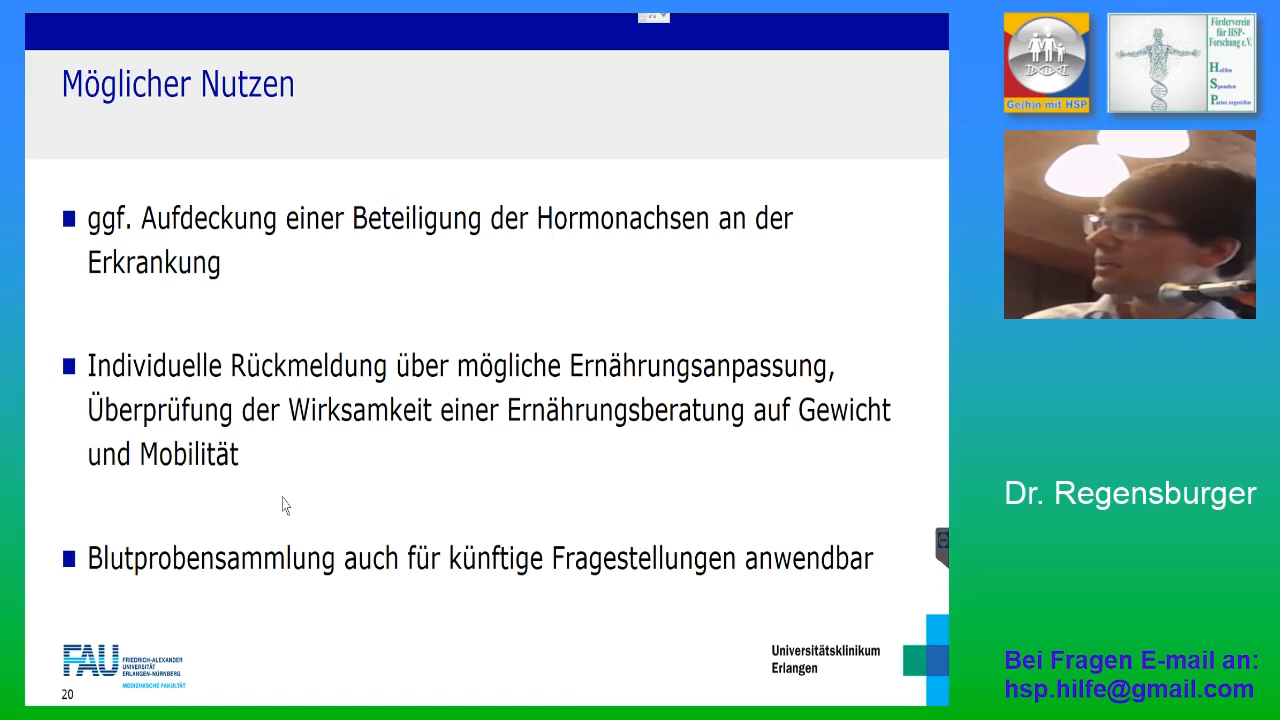 Möglicher Nutzen
ggf. Aufdeckung einer Beteiligung der Hormonachsen an der
Erkrankung
Individuelle Rückmeldung über mögliche Ernährungsanpassung,
Überprüfung der Wirksamkeit einer Ernährungsberatung auf Gewicht
und Mobilität
Blutprobensammlung auch für künftige Fragestellungen anwendbar
FAU
FRIEDRICH-ALEXANDER
UNIVERSITÄT
ERLANGEN-NÜRNBERG
MEDIZINISCHE FAKULTÄT
20
Universitätsklinikum
Erlangen
Ge(h)n mit HSP
Förderverein
für HSP-
Forschung e.V.
Helfen
Spenden
Dr. Regensburger
Bei Fragen E-mail an:
hsp.hilfe@gmail.com